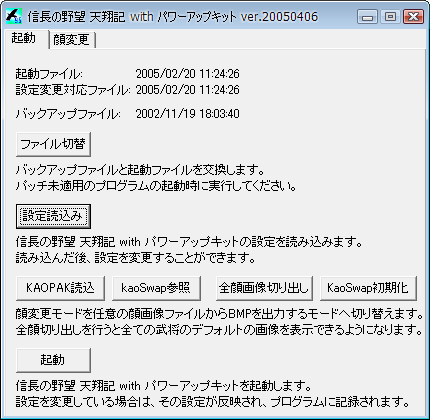 信長の野望 天翔記 with パワーアップキット ver.20050406
起動 顔変更
起動ファイル: 2005/02/20 11:24:26
設定変更対応ファイル: 2005/02/20 11:24:26
バックアップファイル: 2002/11/19 18:03:40
ファイル切替
バックアップファイルと起動ファイルを交換します。
パッチ未適用のプログラムの起動時に実行してください。
設定読込み
信長の野望 天翔記 with パワーアップキットの設定を読み込みます。
読み込んだ後、設定を変更することができます。
KAOPAK読込 kaoSwap参照 全顔画像切り出し KaoSwap初期化
顔変更モードを任意の顔画像ファイルからBMPを出力するモードへ切り替えます。
全顔切り出しを行うと全ての武将のデフォルトの画像を表示できるようになります。
起動
信長の野望 天翔記 with パワーアップキットを起動します。
設定を変更している場合は、その設定が反映され、プログラムに記録されます。